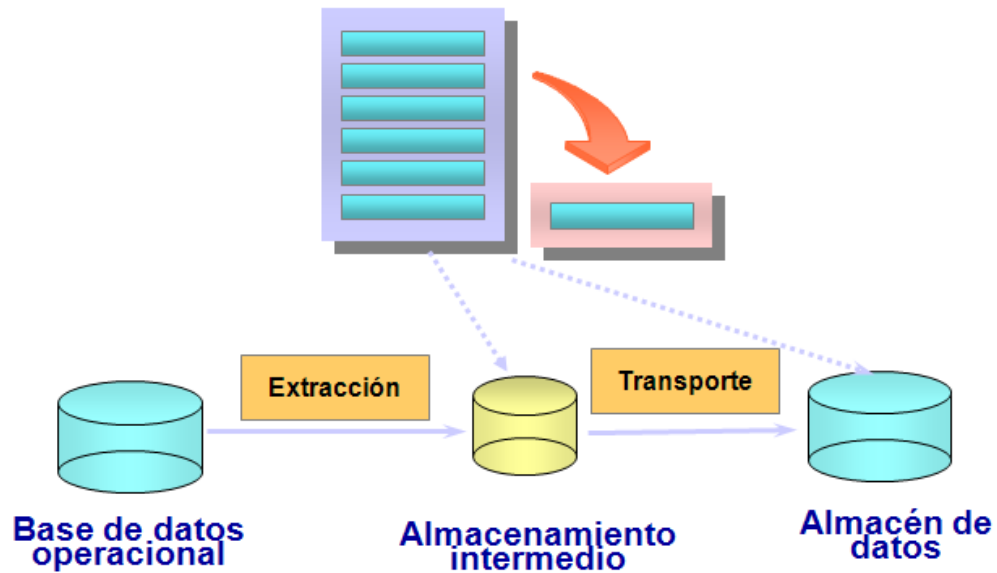 Extracción
Transporte
Base de datos
operacional
Almacenamiento
intermedio
Almacén de
datos